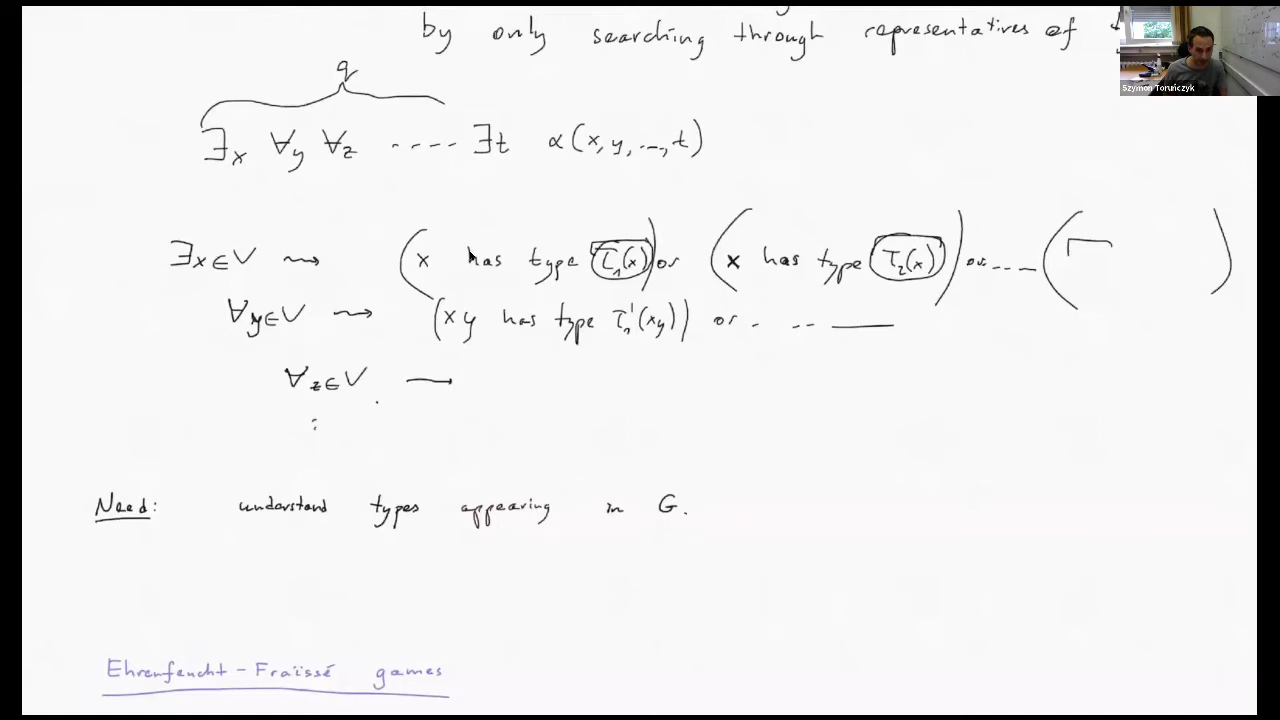 by only searching through representatives of
Szymon Toruńczyk
q
∃x ∀y ∀z ---- ∃t α(x, y, ..., t)
∃x∈V ⇝ (x has type τ₁(x)) or (x has type τ₂(x)) or ---- ( )
∀y∈V ⇝ (xy has type τ₁'(xy)) or - -- —
∀z∈V ⟶
:
Need: understand types appearing in G.
Ehrenfeucht - Fraïssé games